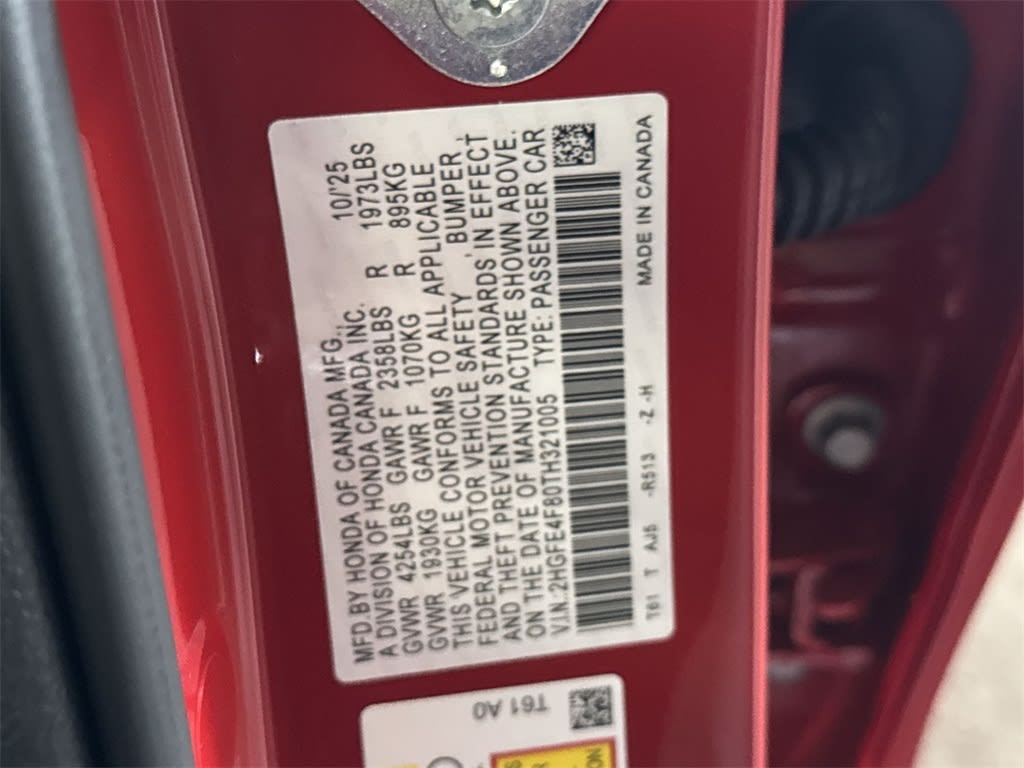 MFD.BY HONDA OF CANADA MFG., 10/'25
A DIVISION OF HONDA CANADA INC.
GVWR 4254LBS GAWR F 2358LBS R 1973LBS
GVWR 1930KG GAWR F 1070KG R 895KG
THIS VEHICLE CONFORMS TO ALL APPLICABLE
FEDERAL MOTOR VEHICLE SAFETY , BUMPER ,
AND THEFT PREVENTION STANDARDS IN EFFECT
ON THE DATE OF MANUFACTURE SHOWN ABOVE.
V.I.N.:2HGFE4F80TH321005 TYPE: PASSENGER CAR
T61 T AJ5 -R513 -Z -H MADE IN CANADA
T61 A0